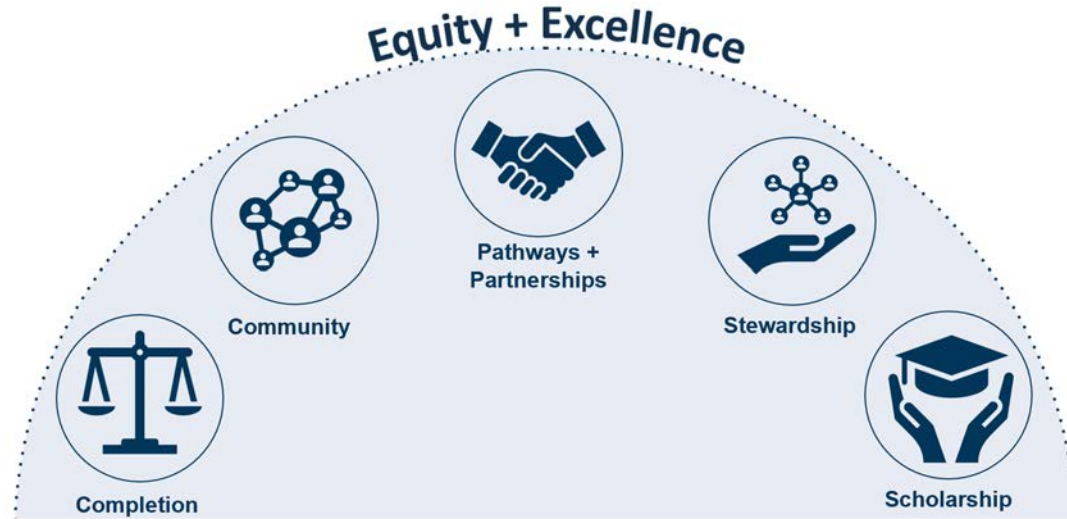 Equity + Excellence
Pathways +
Partnerships
Community
Stewardship
Completion
Scholarship